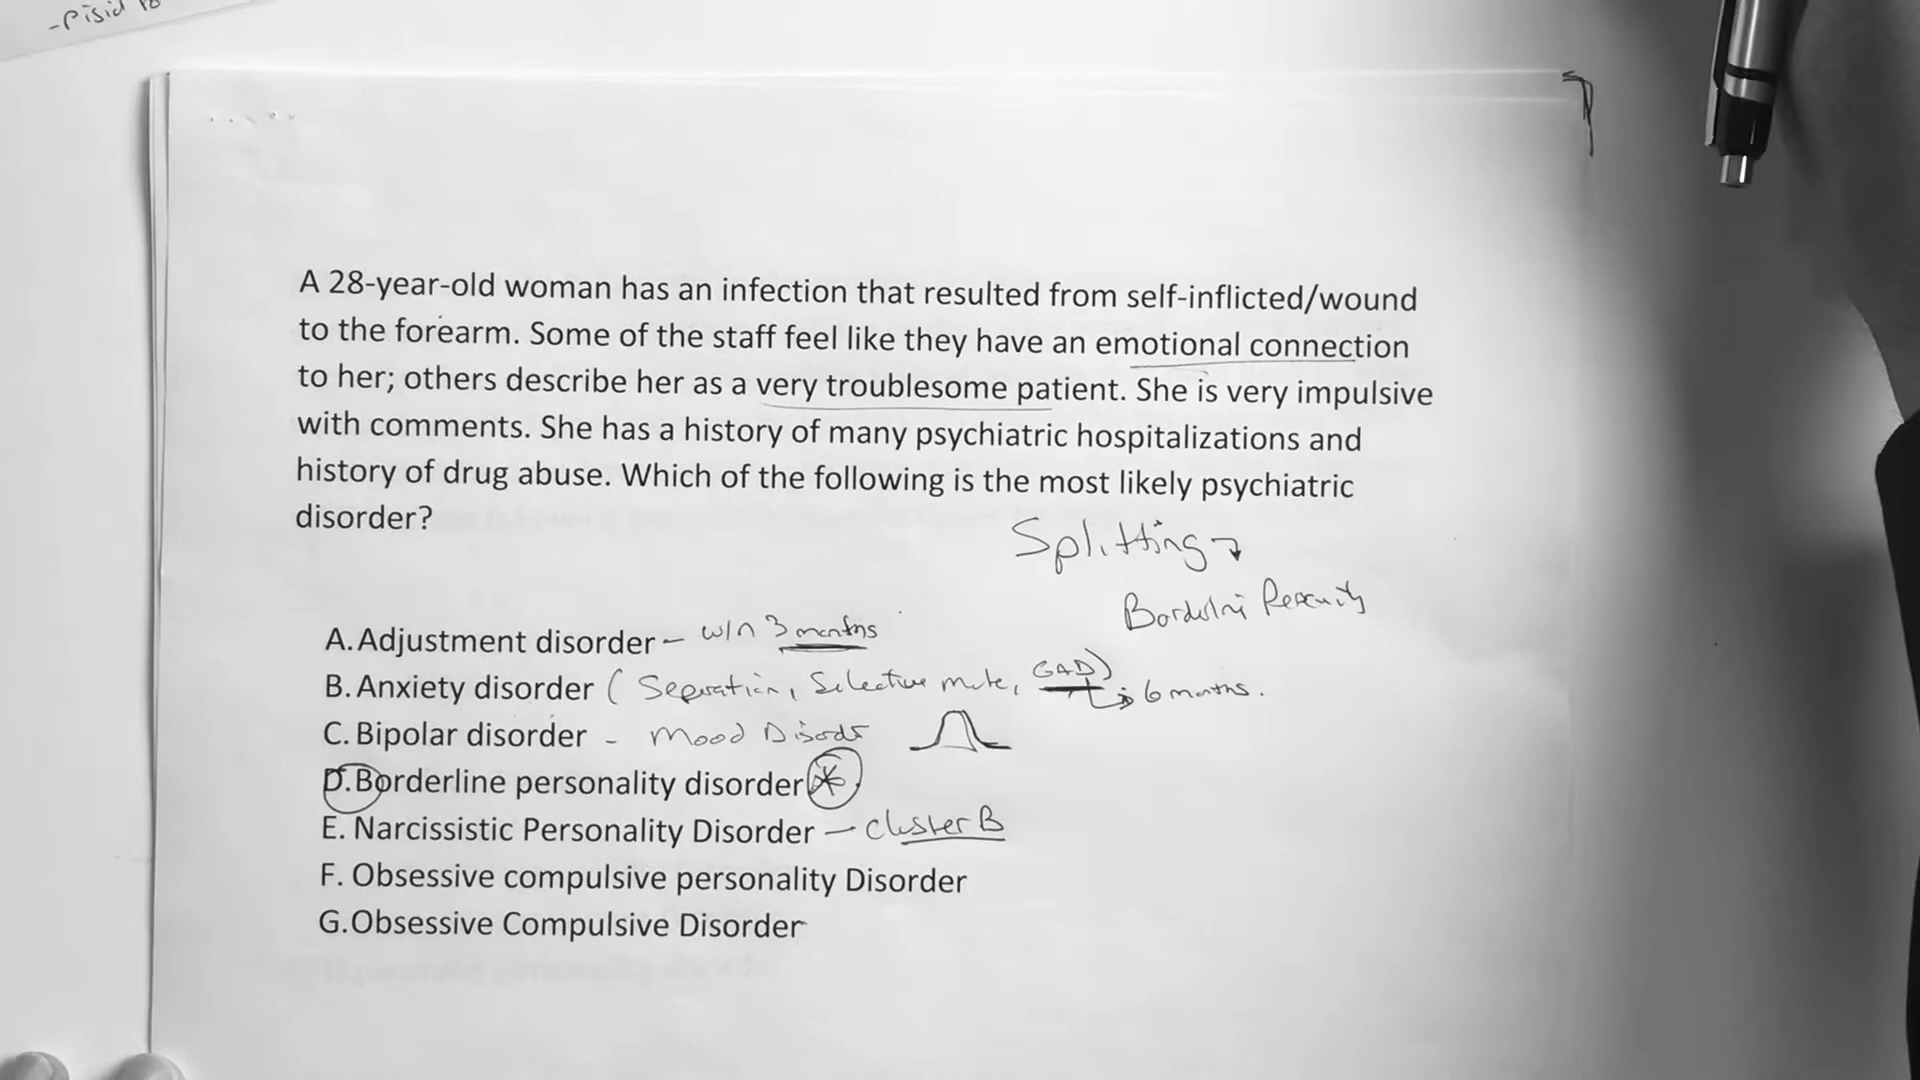 -Risid
A 28-year-old woman has an infection that resulted from self-inflicted/wound
to the forearm. Some of the staff feel like they have an emotional connection
to her; others describe her as a very troublesome patient. She is very impulsive
with comments. She has a history of many psychiatric hospitalizations and
history of drug abuse. Which of the following is the most likely psychiatric
disorder?
Splitting
A. Adjustment disorder - w/n 3 months
B. Anxiety disorder ( Separation, Selective mute, GAD) 6 months.
C. Bipolar disorder - Mood
D. Borderline personality disorder
E. Narcissistic Personality Disorder - cluster B
F. Obsessive compulsive personality Disorder
G. Obsessive Compulsive Disorder